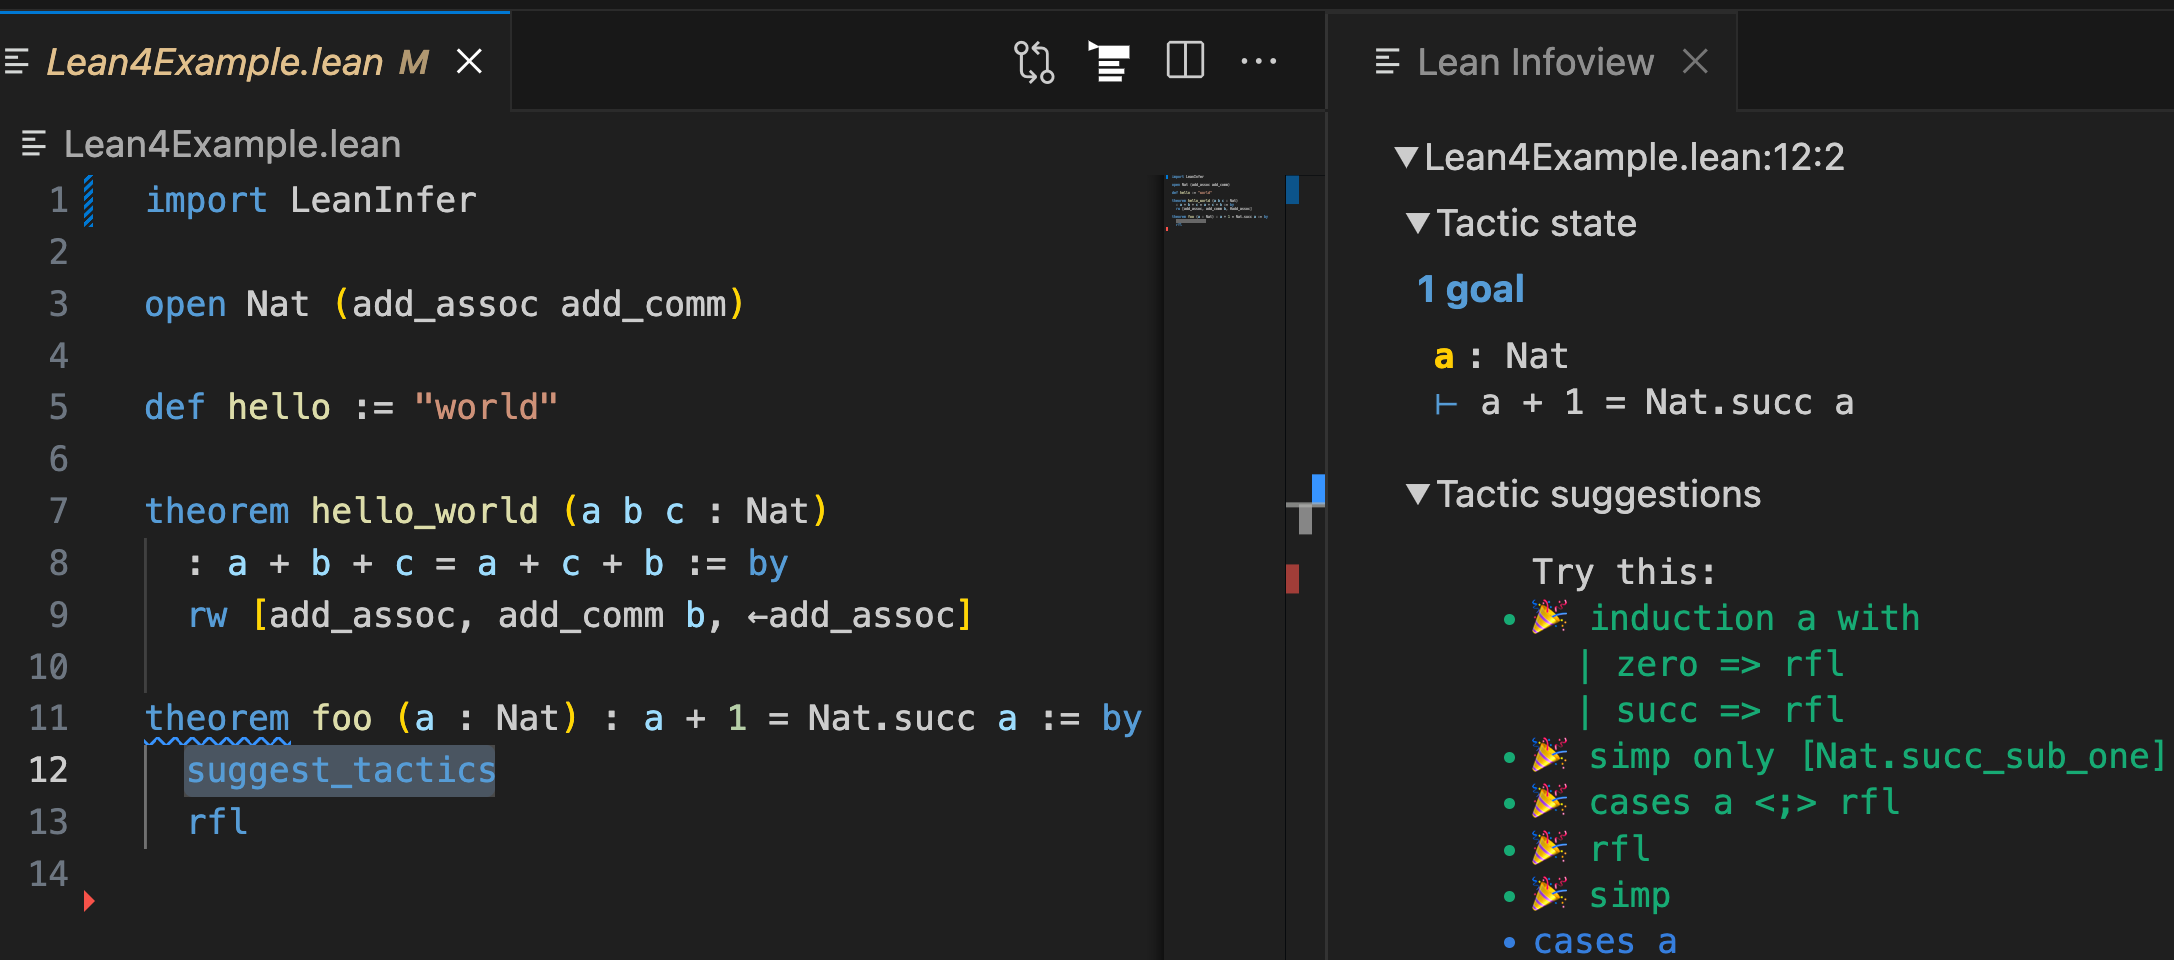 Lean4Example.lean M
Lean4Example.lean
1 import LeanInfer
2
3 open Nat (add_assoc add_comm)
4
5 def hello := "world"
6
7 theorem hello_world (a b c : Nat)
8 : a + b + c = a + c + b := by
9 rw [add_assoc, add_comm b, ←add_assoc]
10
11 theorem foo (a : Nat) : a + 1 = Nat.succ a := by
12 suggest_tactics
13 rfl
14
Lean Infoview
▼Lean4Example.lean:12:2
▼Tactic state
1 goal
a : Nat
⊢ a + 1 = Nat.succ a
▼Tactic suggestions
Try this:
• 🎉 induction a with
| zero => rfl
| succ => rfl
• 🎉 simp only [Nat.succ_sub_one]
• 🎉 cases a <;> rfl
• 🎉 rfl
• 🎉 simp
• cases a